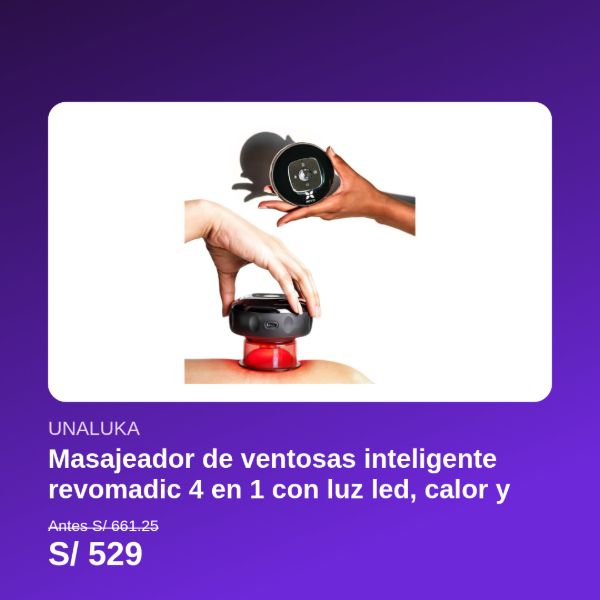 UNALUKA
Masajeador de ventosas inteligente
revomadic 4 en 1 con luz led, calor y
Antes S/ 661.25
S/ 529